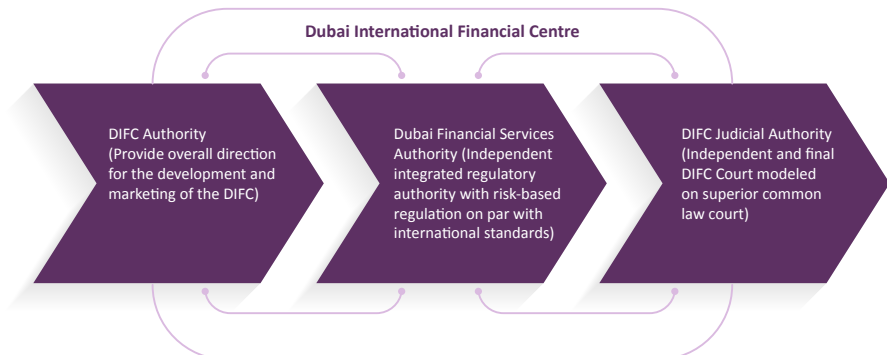 Dubai International Financial Centre
DIFC Authority
(Provide overall direction
for the development and
marketing of the DIFC)
Dubai Financial Services
Authority (Independent
integrated regulatory
authority with risk-based
regulation on par with
international standards)
DIFC Judicial Authority
(Independent and final
DIFC Court modeled
on superior common
law court)